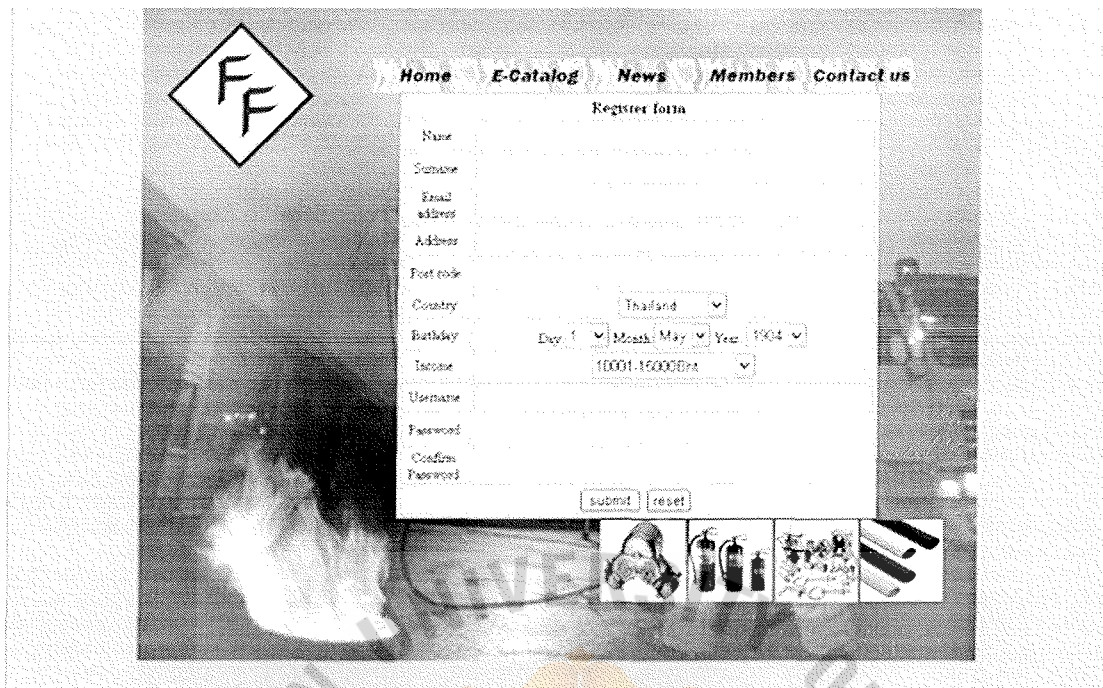 F
F
Home E-Catalog News Members Contact us
Register form
Name
Surname
Email
address
Address
Post code
Country Thailand
Birthday Day: 1 Month: May Year: 1904
Income
Username
Password
Confirm
Password
submit reset